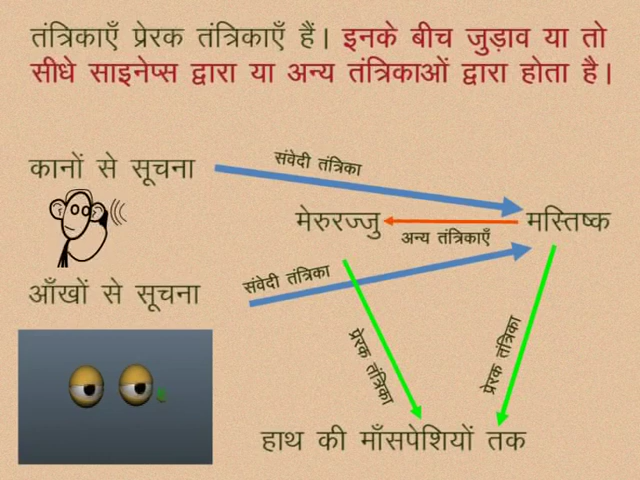 तंत्रिकाएँ प्रेरक तंत्रिकाएँ हैं। इनके बीच जुड़ाव या तो
सीधे साइनेप्स द्वारा या अन्य तंत्रिकाओं द्वारा होता है।
कानों से सूचना
संवेदी तंत्रिका
मेरुरज्जु
मस्तिष्क
अन्य तंत्रिकाएँ
संवेदी तंत्रिका
आँखों से सूचना
प्रेरक तंत्रिका
प्रेरक तंत्रिका
हाथ की माँसपेशियों तक